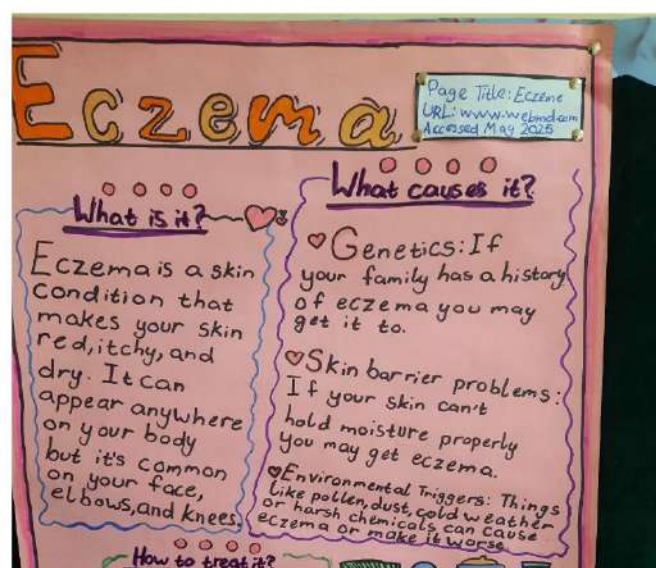 Eczema
Page Title: Eczeme
URL: www.webmd.com
Accessed May 2025
What is it?
Eczema is a skin
condition that
makes your skin
red, itchy, and
dry. It can
appear anywhere
on your body
but it's common
on your face,
elbows, and knees.
What causes it?
Genetics: If
your family has a history
of eczema you may
get it to.
Skin barrier problems:
If your skin can't
hold moisture properly
you may get eczema.
Environmental Triggers: Things
like pollen, dust, cold weather
or harsh chemicals can cause
eczema or make it worse.
How to treat it?